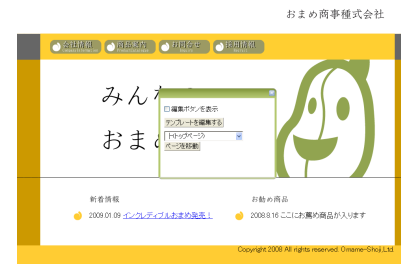 おまめ商事種式会社
会社情報
商品案内
お問合せ
採用情報
みん
おま
編集ボタンを表示
テンプレートを編集する
トップページ
ページを移動
新着情報
お勧め商品
2009.01.09 インクレディブルおまめ発売！
2008.8.16 ここにお薦め商品が入ります
Copyright 2008 All rights reserved. Omame-Shoji.Ltd.